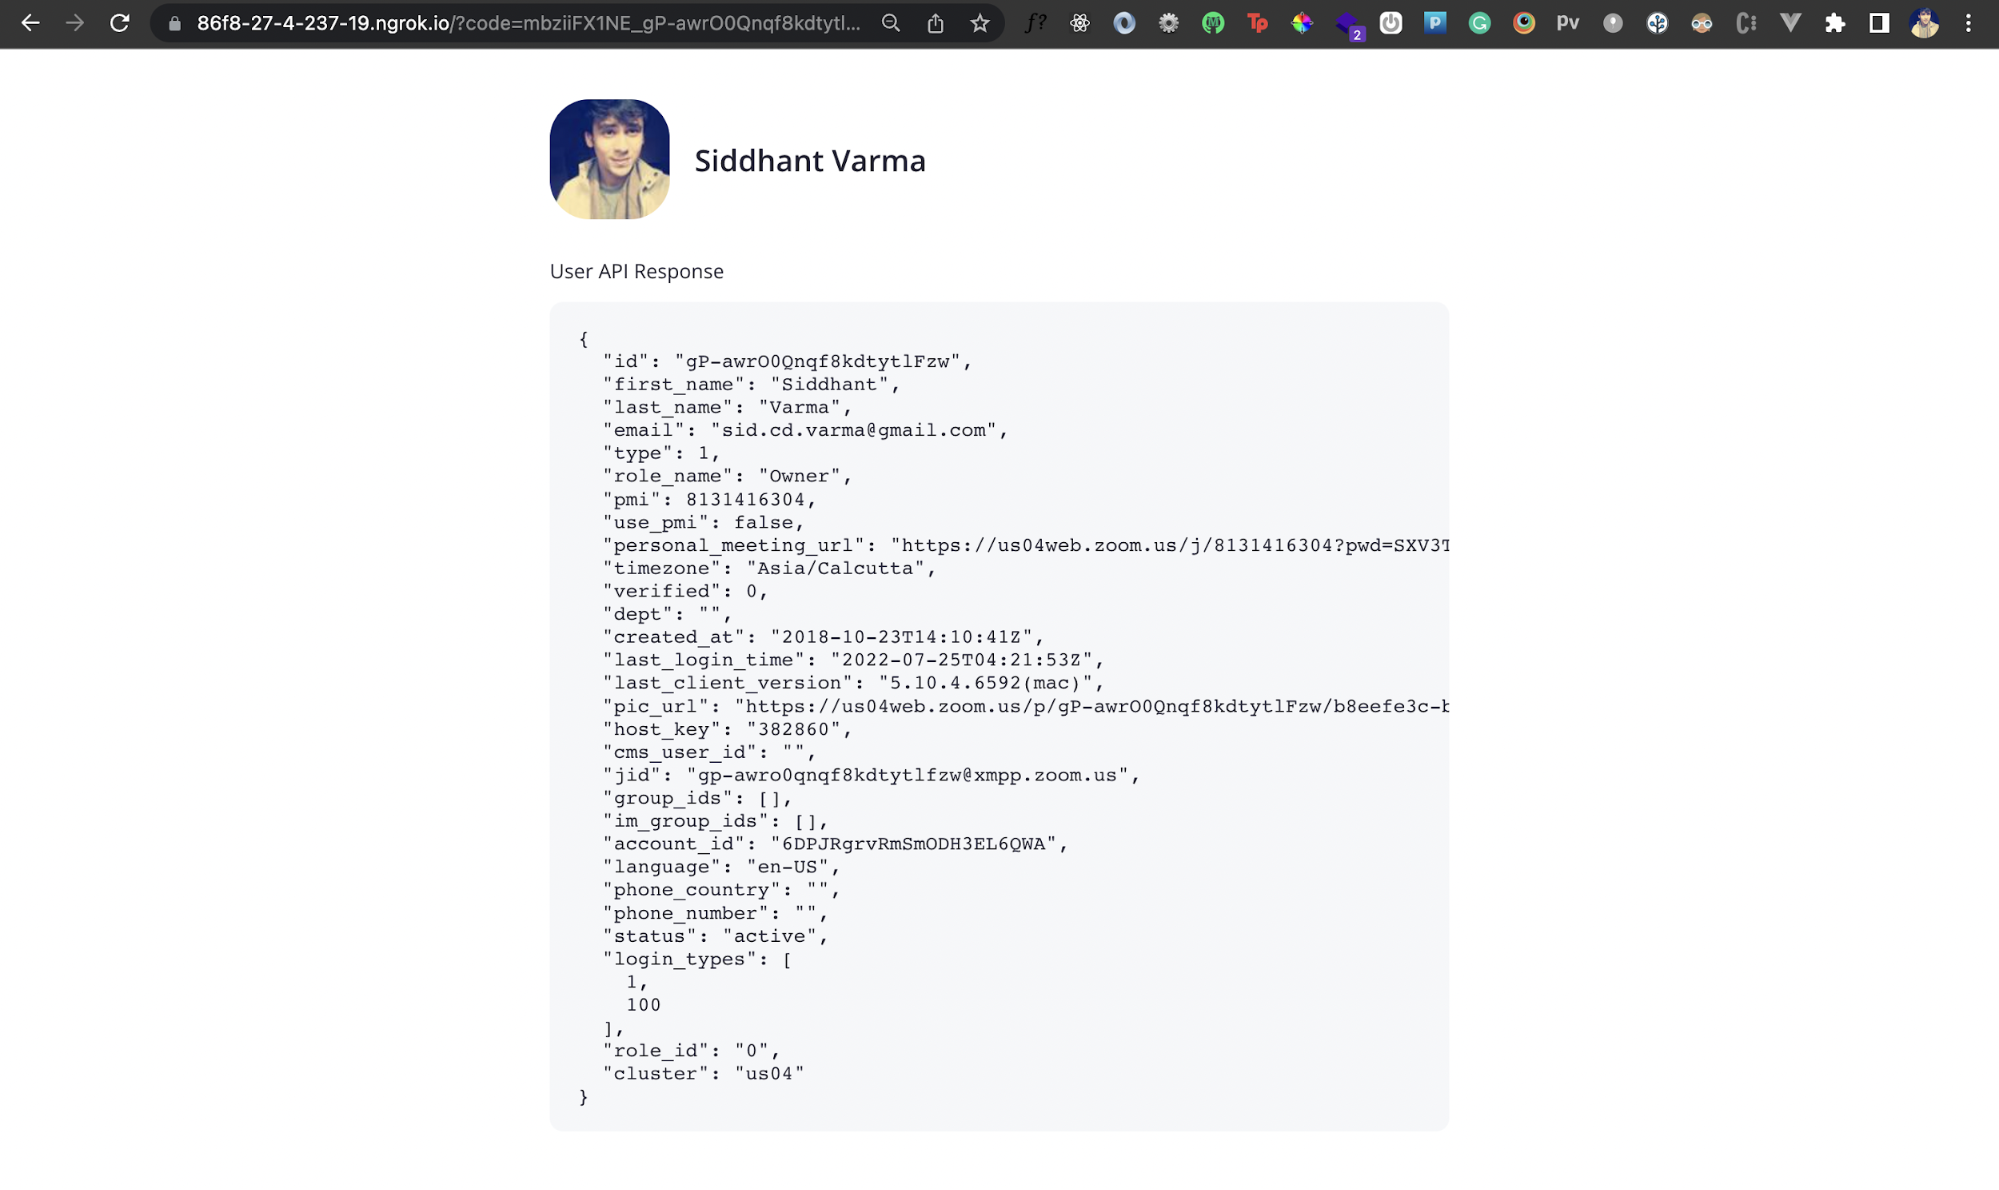 86f8-27-4-237-19.ngrok.io/?code=mbziiFX1NE_gP-awrO0Qnqf8kdtytl...
f?
Tp
2
P
G
Pv
C:
Siddhant Varma
User API Response
{
"id": "gP-awrO0Qnqf8kdtytlFzw",
"first_name": "Siddhant",
"last_name": "Varma",
"email": "sid.cd.varma@gmail.com",
"type": 1,
"role_name": "Owner",
"pmi": 8131416304,
"use_pmi": false,
"personal_meeting_url": "https://us04web.zoom.us/j/8131416304?pwd=SXV3T
"timezone": "Asia/Calcutta",
"verified": 0,
"dept": "",
"created_at": "2018-10-23T14:10:41Z",
"last_login_time": "2022-07-25T04:21:53Z",
"last_client_version": "5.10.4.6592(mac)",
"pic_url": "https://us04web.zoom.us/p/gP-awrO0Qnqf8kdtytlFzw/b8eefe3c-b
"host_key": "382860",
"cms_user_id": "",
"jid": "gp-awro0qnqf8kdtytlfzw@xmpp.zoom.us",
"group_ids": [],
"im_group_ids": [],
"account_id": "6DPJRgrvRmSmODH3EL6QWA",
"language": "en-US",
"phone_country": "",
"phone_number": "",
"status": "active",
"login_types": [
1,
100
],
"role_id": "0",
"cluster": "us04"
}